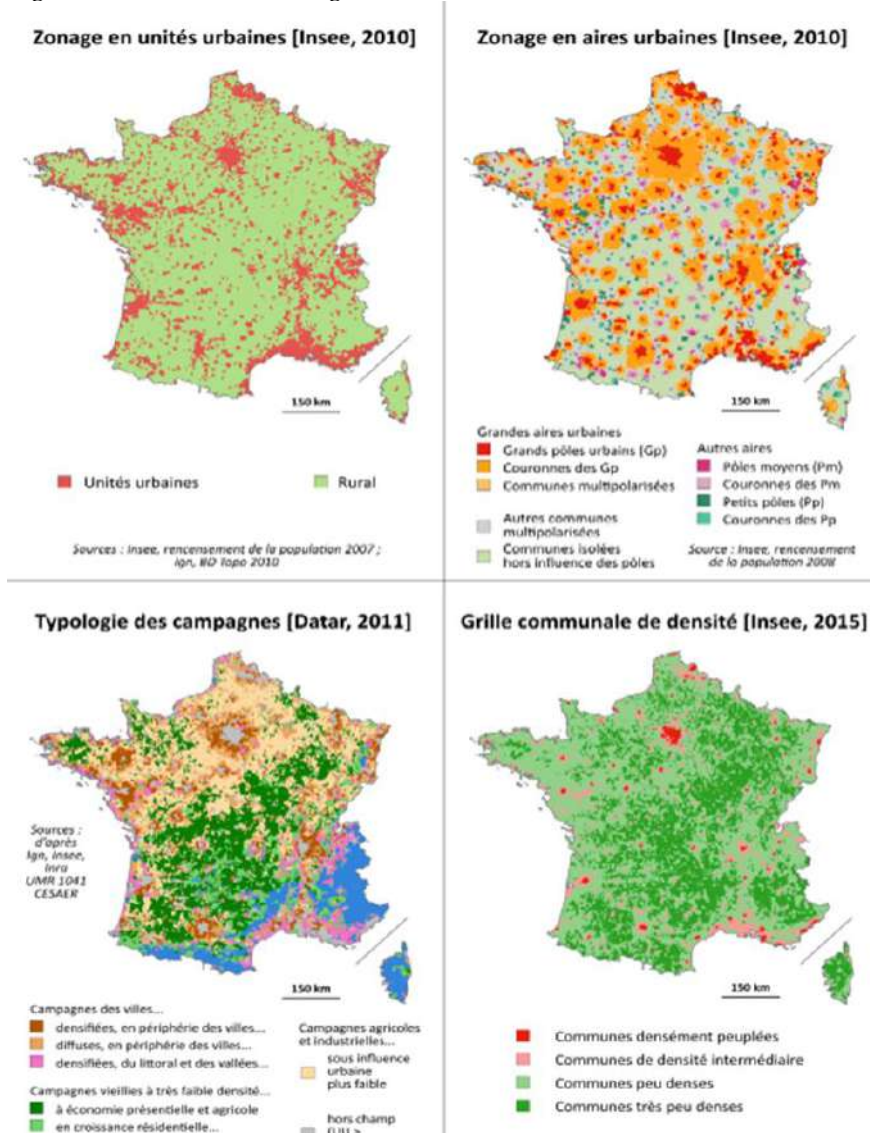 Zonage en unités urbaines [Insee, 2010]
150 km
Unités urbaines
Rural
Sources : Insee, rencensement de la population 2007 ;
Ign, BD Topo 2010
Zonage en aires urbaines [Insee, 2010]
150 km
Grandes aires urbaines
Grands pôles urbains (Gp)
Couronnes des Gp
Communes multipolarisées
Autres communes
multipolarisées
Communes isolées
hors influence des pôles
Autres aires
Pôles moyens (Pm)
Couronnes des Pm
Petits pôles (Pp)
Couronnes des Pp
Source : Insee, rencensement
de la population 2008
Typologie des campagnes [Datar, 2011]
Sources :
d'après
Ign, Insee,
Inra
UMR 1041
CESAER
150 km
Campagnes des villes...
densifiées, en périphérie des villes...
diffuses, en périphérie des villes...
densifiées, du littoral et des vallées...
Campagnes vieillies à très faible densité...
à économie présentielle et agricole
en croissance résidentielle...
Campagnes agricoles
et industrielles...
sous influence
urbaine
plus faible
hors champ
Grille communale de densité [Insee, 2015]
150 km
Communes densément peuplées
Communes de densité intermédiaire
Communes peu denses
Communes très peu denses